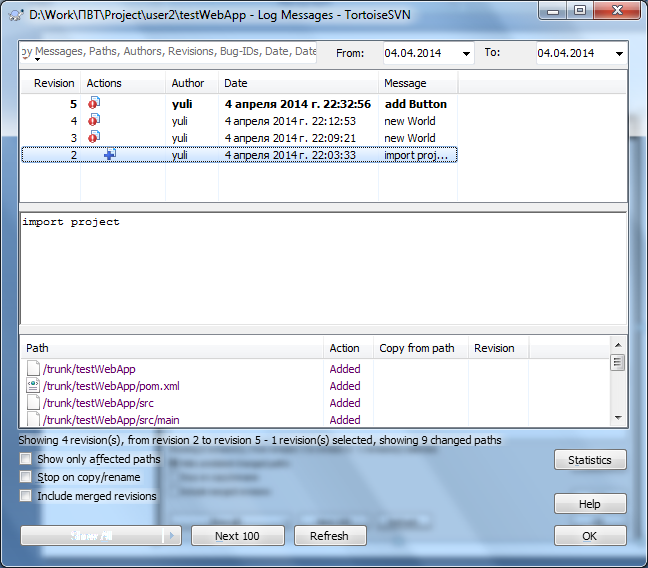 D:\Work\ПВТ\Project\user2\testWebApp - Log Messages - TortoiseSVN
by Messages, Paths, Authors, Revisions, Bug-IDs, Date, Date From: 04.04.2014 To: 04.04.2014
Revision Actions Author Date Message
5 yuli 4 апреля 2014 г. 22:32:56 add Button
4 yuli 4 апреля 2014 г. 22:12:53 new World
3 yuli 4 апреля 2014 г. 22:09:21 new World
2 yuli 4 апреля 2014 г. 22:03:33 import proj...
import project
Path Action Copy from path Revision
/trunk/testWebApp Added
/trunk/testWebApp/pom.xml Added
/trunk/testWebApp/src Added
/trunk/testWebApp/src/main Added
Showing 4 revision(s), from revision 2 to revision 5 - 1 revision(s) selected, showing 9 changed paths
Show only affected paths
Statistics
Stop on copy/rename
Include merged revisions
Help
Next 100 Refresh OK